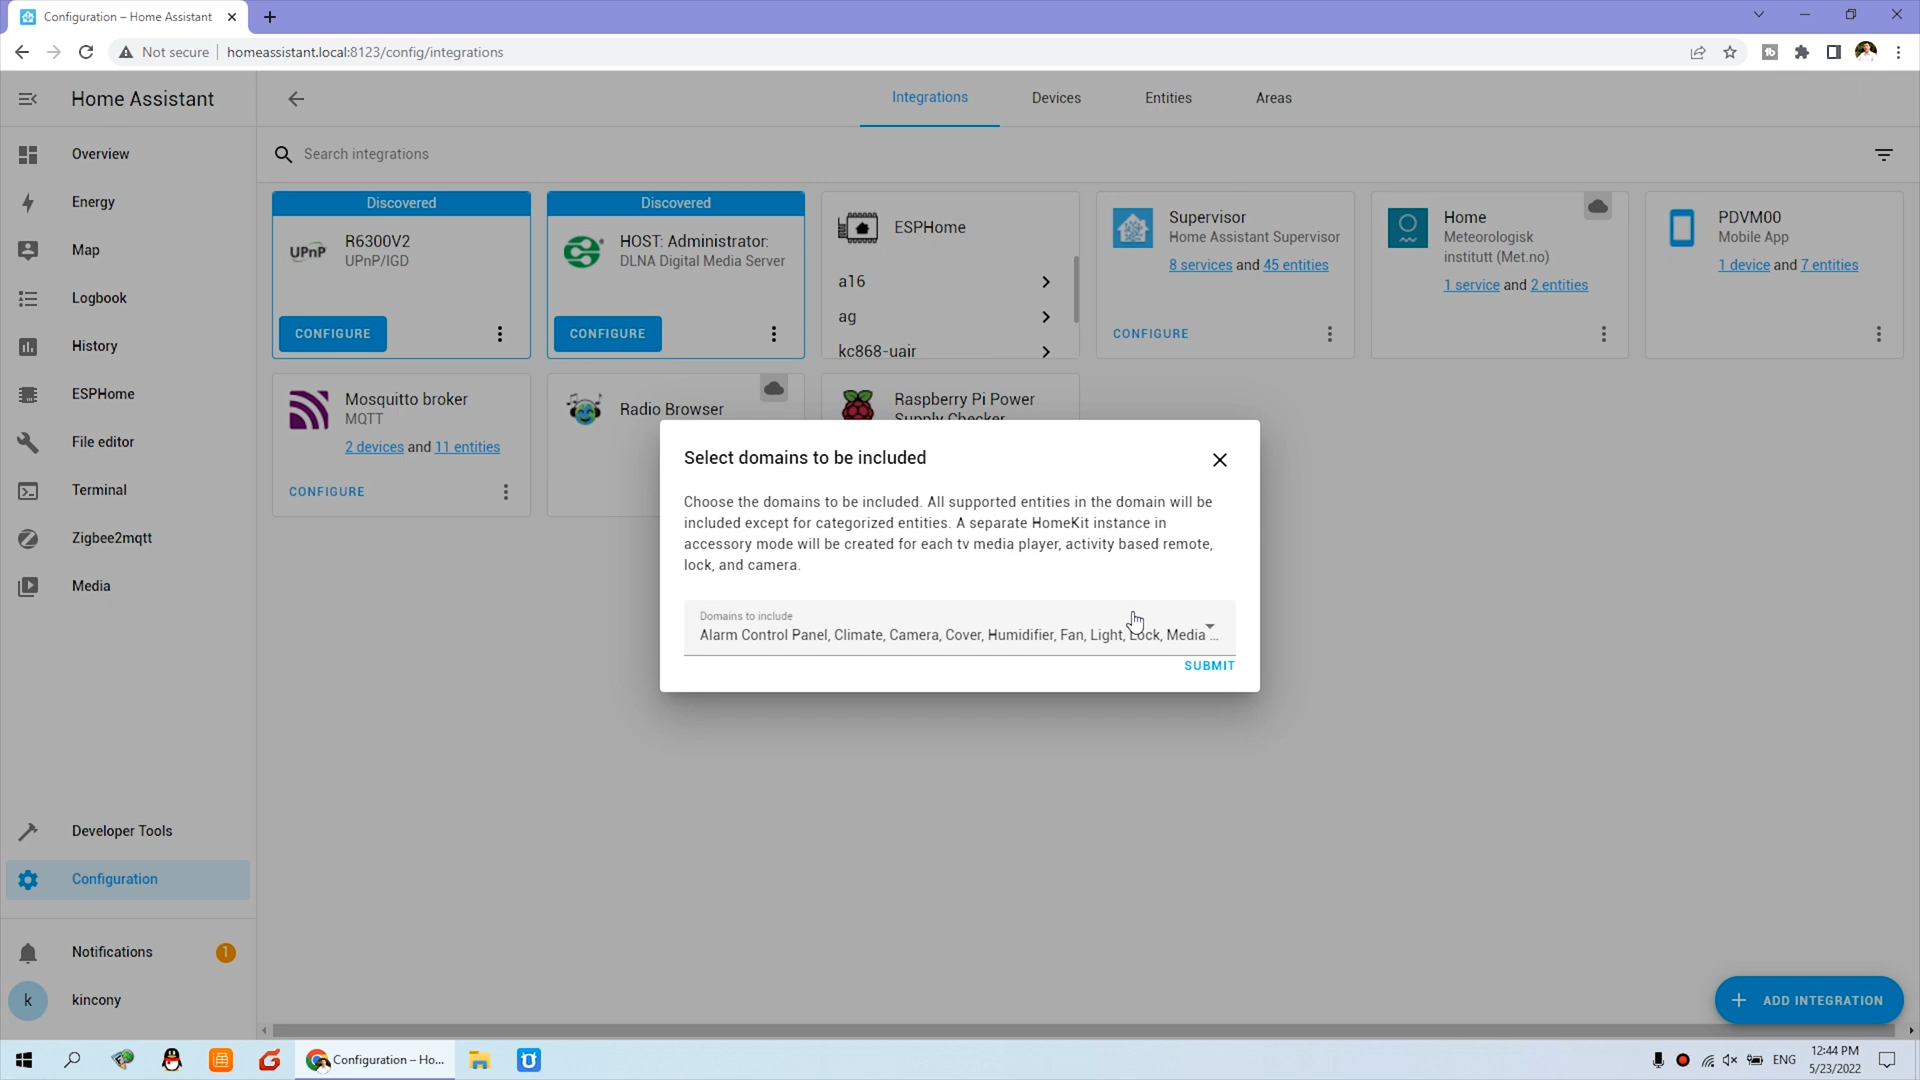 Configuration – Home Assistant
Not secure
homeassistant.local:8123/config/integrations
Home Assistant
Integrations
Devices
Entities
Areas
Overview
Energy
Map
Logbook
History
ESPHome
File editor
Terminal
Zigbee2mqtt
Media
Developer Tools
Configuration
Notifications
1
k
kincony
Search integrations
Discovered
UPnP
R6300V2
UPnP/IGD
CONFIGURE
Discovered
HOST: Administrator:
DLNA Digital Media Server
CONFIGURE
ESPHome
a16
ag
kc868-uair
Supervisor
Home Assistant Supervisor
8 services and 45 entities
CONFIGURE
Home
Meteorologisk
institutt (Met.no)
1 service and 2 entities
PDVM00
Mobile App
1 device and 7 entities
Mosquitto broker
MQTT
2 devices and 11 entities
CONFIGURE
Radio Browser
Raspberry Pi Power
Supply Checker
Select domains to be included
Choose the domains to be included. All supported entities in the domain will be
included except for categorized entities. A separate HomeKit instance in
accessory mode will be created for each tv media player, activity based remote,
lock, and camera.
Domains to include
Alarm Control Panel, Climate, Camera, Cover, Humidifier, Fan, Light, Lock, Media ...
SUBMIT
ADD INTEGRATION
Configuration – Ho...
ENG
12:44 PM
5/23/2022